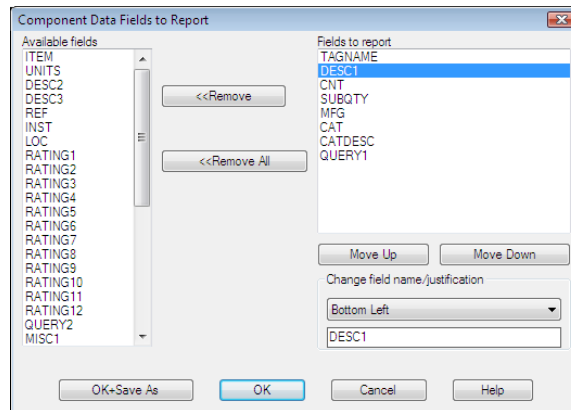 Component Data Fields to Report
Available fields
ITEM
UNITS
DESC2
DESC3
REF
INST
LOC
RATING1
RATING2
RATING3
RATING4
RATING5
RATING6
RATING7
RATING8
RATING9
RATING10
RATING11
RATING12
QUERY2
MISC1
<<Remove
<<Remove All
Fields to report
TAGNAME
DESC1
CNT
SUBQTY
MFG
CAT
CATDESC
QUERY1
Move Up
Move Down
Change field name/justification
Bottom Left
DESC1
OK+Save As
OK
Cancel
Help